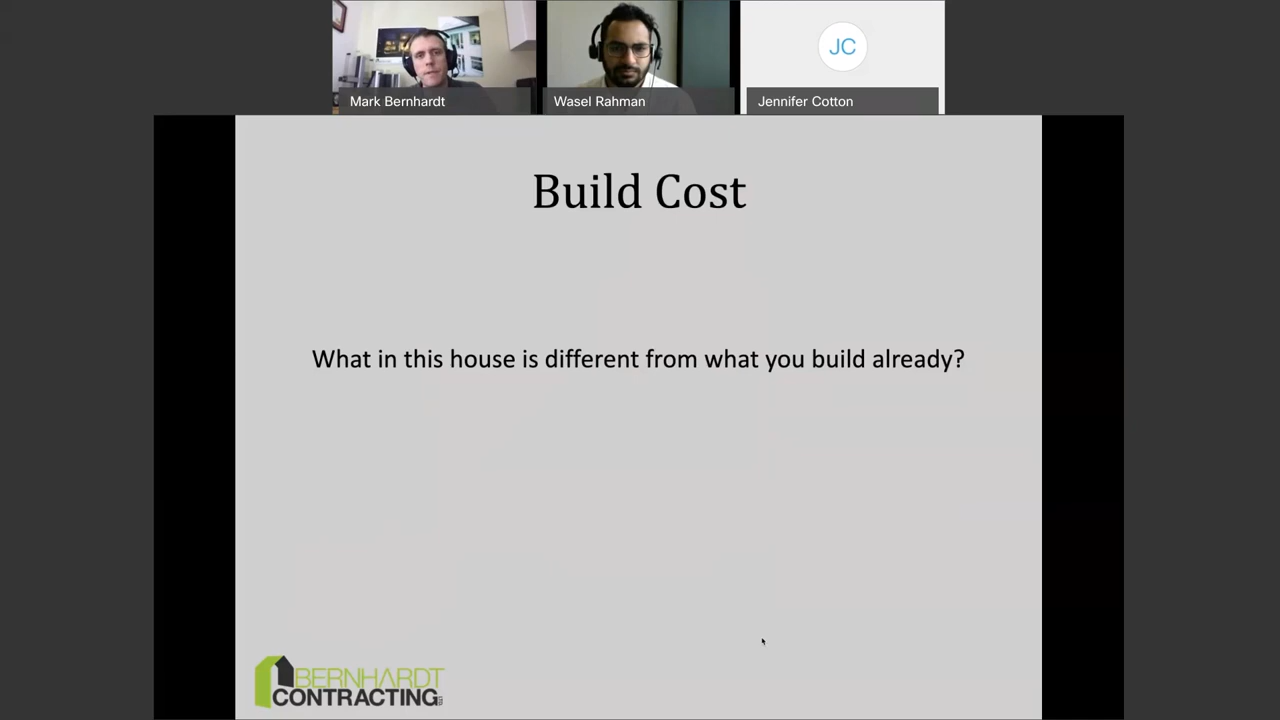 JC
Mark Bernhardt
Wasel Rahman
Jennifer Cotton
Build Cost
What in this house is different from what you build already?
BERNHARDT
CONTRACTING